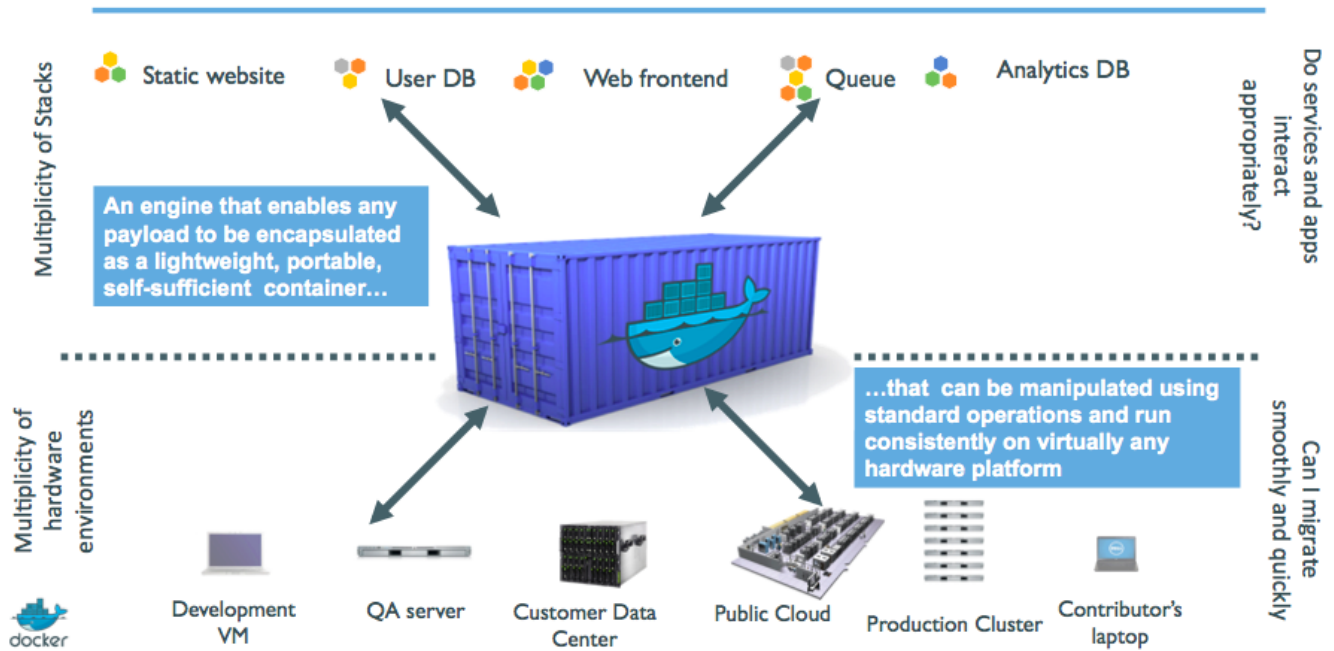 Static website
User DB
Web frontend
Queue
Analytics DB
Multiplicity of Stacks
Do services and apps
interact
appropriately?
An engine that enables any
payload to be encapsulated
as a lightweight, portable,
self-sufficient container…
…that can be manipulated using
standard operations and run
consistently on virtually any
hardware platform
Multiplicity of
hardware
environments
Can I migrate
smoothly and quickly
Development
VM
QA server
Customer Data
Center
Public Cloud
Production Cluster
Contributor's
laptop
docker